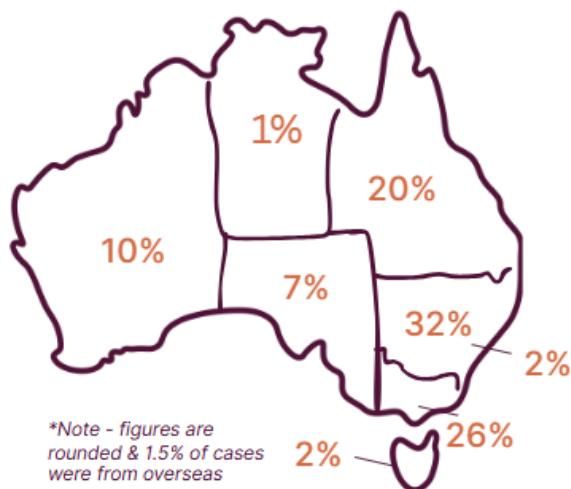 1%
20%
10%
7%
32%
2%
*Note - figures are
rounded & 1.5% of cases
were from overseas
26%
2%